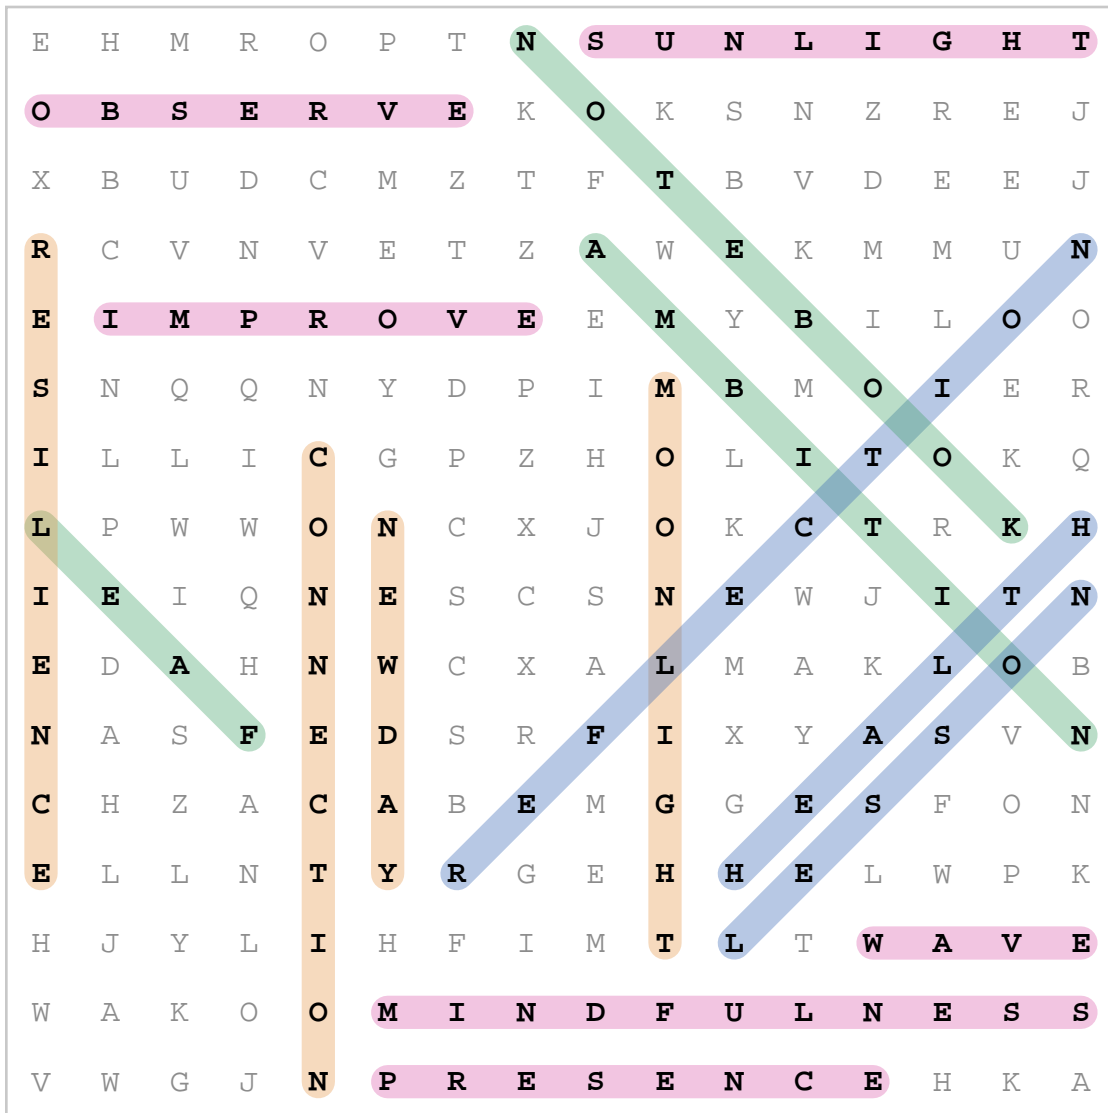 E H M R O P T N S U N L I G H T
O B S E R V E K O K S N Z R E J
X B U D C M Z T F T B V D E E J
R C V N V E T Z A W E K M M U N
E I M P R O V E E M Y B I L O O
S N Q Q N Y D P I M B M O I E R
I L L I C G P Z H O L I T O K Q
L P W W O N C X J O K C T R K H
I E I Q N E S C S N E W J I T N
E D A H N W C X A L M A K L O B
N A S F E D S R F I X Y A S V N
C H Z A C A B E M G G E S F O N
E L L N T Y R G E H H E L W P K
H J Y L I H F I M T L T W A V E
W A K O O M I N D F U L N E S S
V W G J N P R E S E N C E H K A